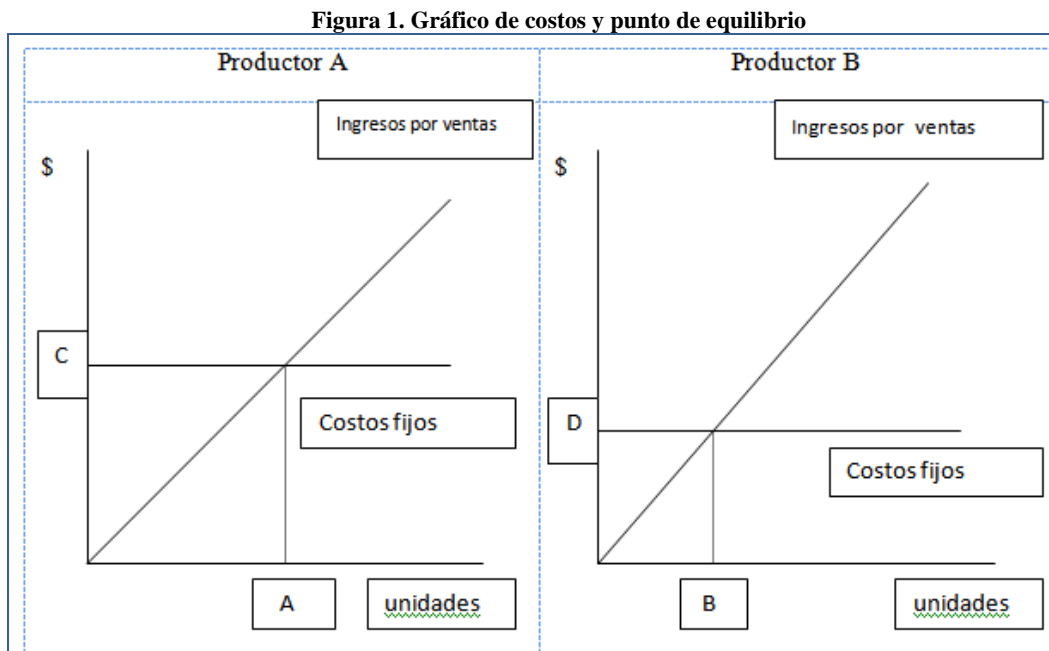 Figura 1. Gráfico de costos y punto de equilibrio
Productor A
Ingresos por ventas
$
C
Costos fijos
A
unidades
Productor B
Ingresos por ventas
$
D
Costos fijos
B
unidades